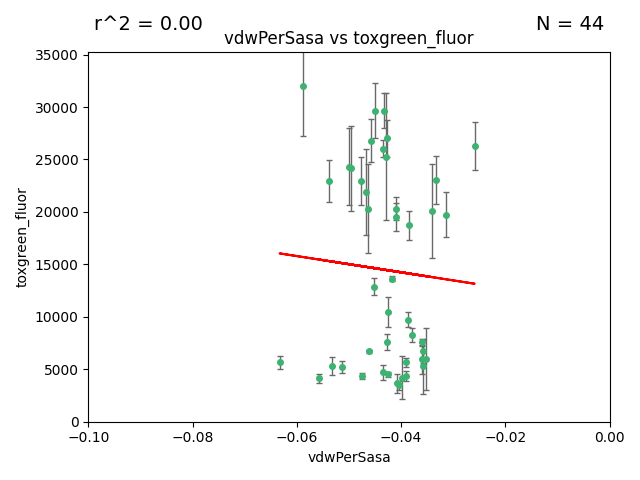 r^2 = 0.00
N = 44
vdwPerSasa vs toxgreen_fluor
35000
30000
25000
20000
15000
10000
5000
0
toxgreen_fluor
−0.10
−0.08
−0.06
−0.04
−0.02
0.00
vdwPerSasa